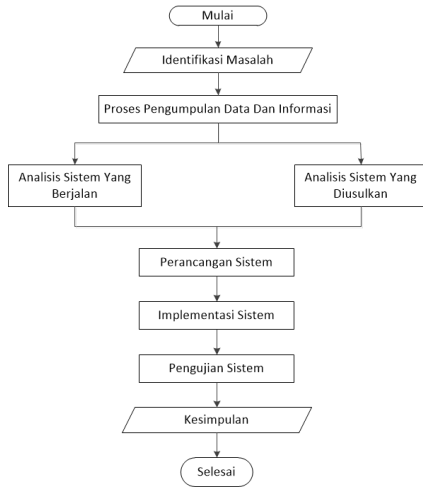 Mulai
Identifikasi Masalah
Proses Pengumpulan Data Dan Informasi
Analisis Sistem Yang
Berjalan
Analisis Sistem Yang
Diusulkan
Perancangan Sistem
Implementasi Sistem
Pengujian Sistem
Kesimpulan
Selesai